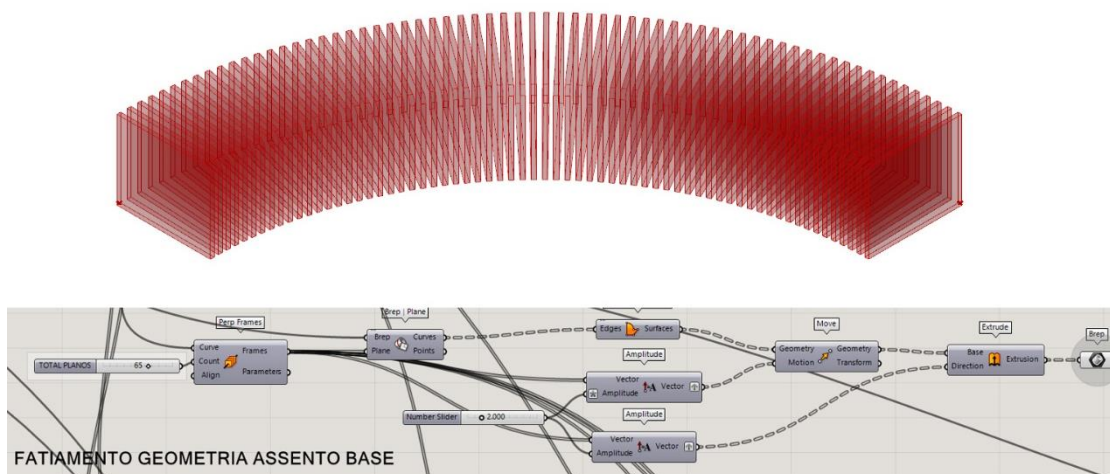 Perp Frames
Brep | Plane
Move
Extrude
Brep
Curve
Count
Align
Frames
Parameters
Brep
Plane
Curves
Points
Edges
Surfaces
Geometry
Motion
Geometry
Transform
Base
Direction
Extrusion
TOTAL PLANOS
65
Amplitude
Vector
Amplitude
Vector
Number Slider
2.000
Amplitude
Vector
Amplitude
Vector
FATIAMENTO GEOMETRIA ASSENTO BASE